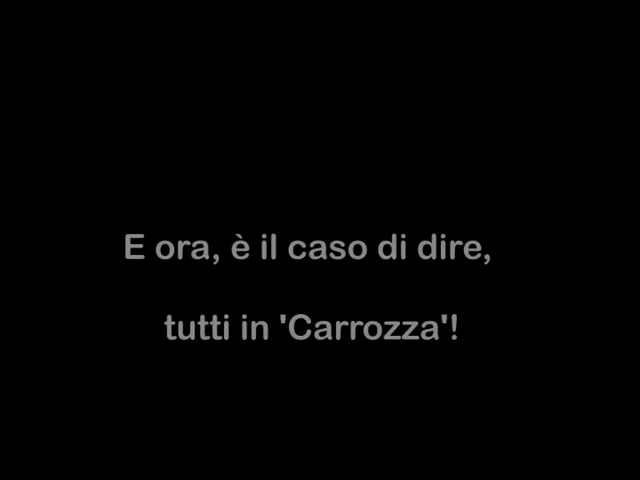 E ora, è il caso di dire,
tutti in 'Carrozza'!